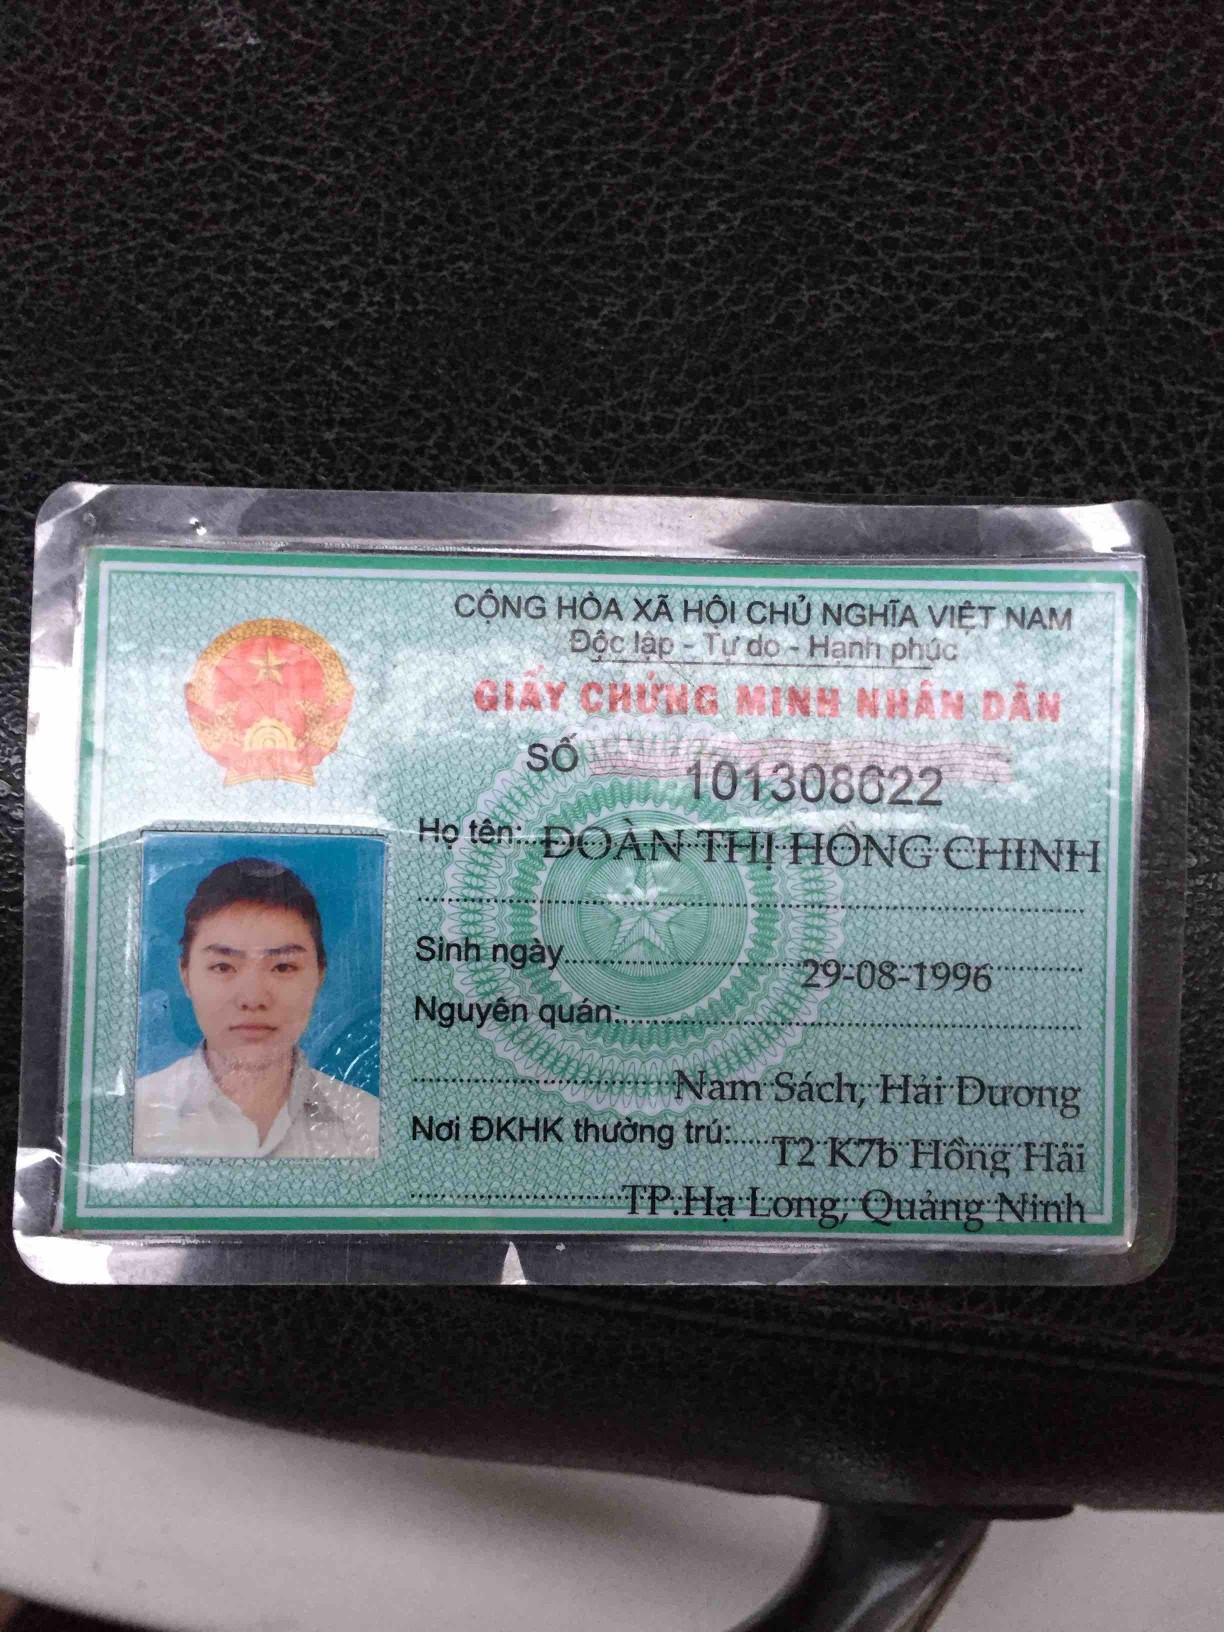 CỘNG HÒA XÃ HỘI CHỦ NGHĨA VIỆT NAM
Độc lập - Tự do - Hạnh phúc
GIẤY CHỨNG MINH NHÂN DÂN
SỐ 101308622
Họ tên: ĐOÀN THỊ HỒNG CHINH
Sinh ngày 29-08-1996
Nguyên quán:
Nam Sách, Hải Dương
Nơi ĐKHK thường trú: T2 K7b Hồng Hải
TP.Hạ Long, Quảng Ninh